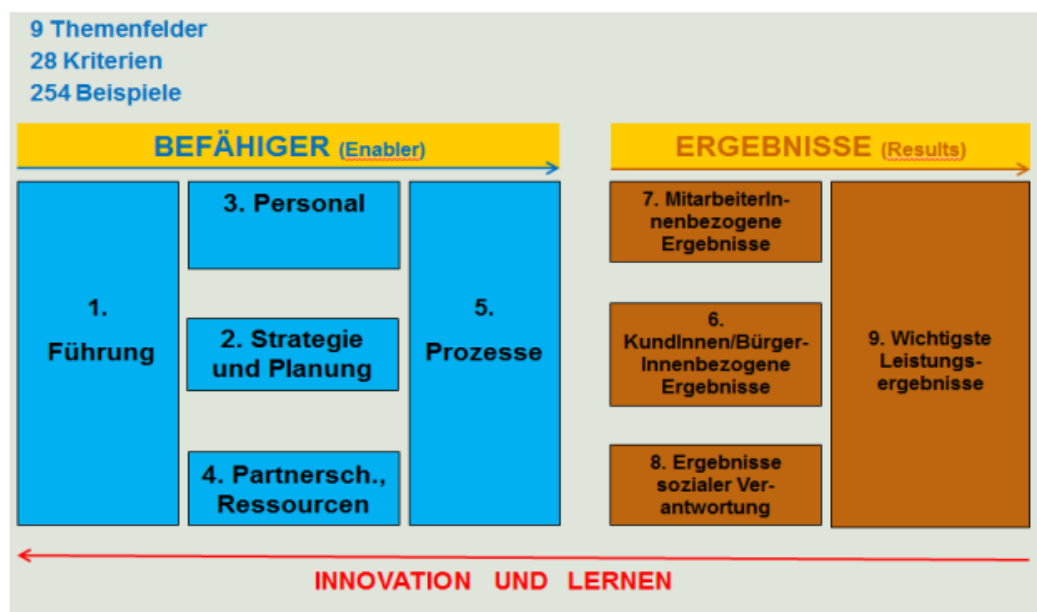 9 Themenfelder
28 Kriterien
254 Beispiele
BEFÄHIGER (Enabler)
ERGEBNISSE (Results)
1.
Führung
3. Personal
2. Strategie
und Planung
4. Partnersch.,
Ressourcen
5.
Prozesse
7. MitarbeiterIn-
nenbezogene
Ergebnisse
6.
KundInnen/Bürger-
Innenbezogene
Ergebnisse
8. Ergebnisse
sozialer Ver-
antwortung
9. Wichtigste
Leistungs-
ergebnisse
INNOVATION UND LERNEN